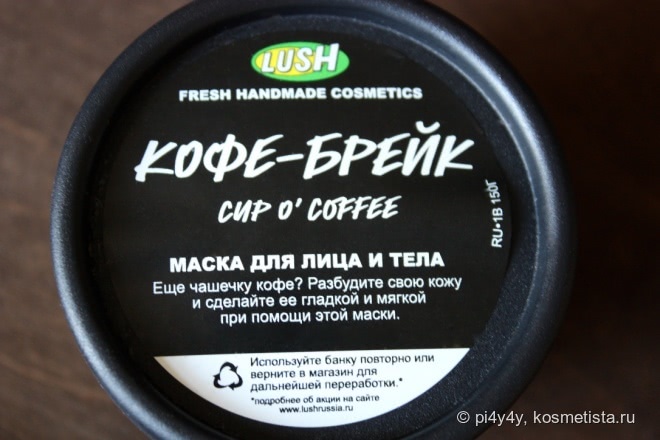 LUSH
FRESH HANDMADE COSMETICS
КОФЕ-БРЕЙК
CUP O' COFFEE
RU•1B 150Г
МАСКА ДЛЯ ЛИЦА И ТЕЛА
Еще чашечку кофе? Разбудите свою кожу
и сделайте ее гладкой и мягкой
при помощи этой маски.
Используйте банку повторно или
верните в магазин для
дальнейшей переработки.*
*подробнее об акции на сайте
www.lushrussia.ru
© pi4y4y, kosmetista.ru